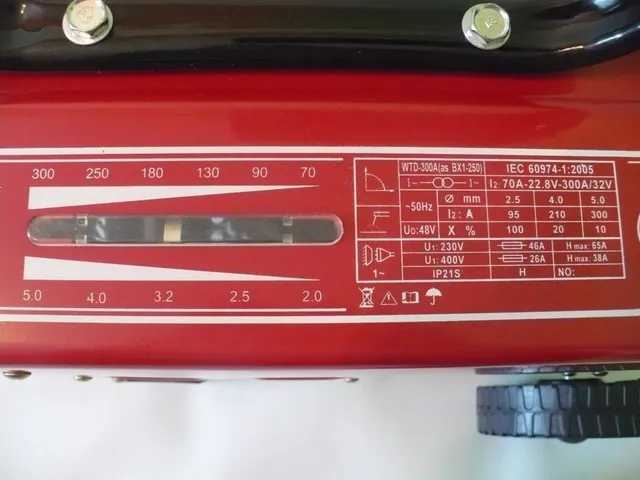 300 250 180 130 90 70
5.0 4.0 3.2 2.5 2.0
WTD-300A(as BX1-250) IEC 60974-1:2005
1~ 1~ I2: 70A-22.8V-300A/32V
~50Hz Ø mm 2.5 4.0 5.0
I2: A 95 210 300
Uo:48V X % 100 20 10
U1: 230V 46A H max: 65A
1~ U1: 400V 26A H max: 38A
IP21S H NO: